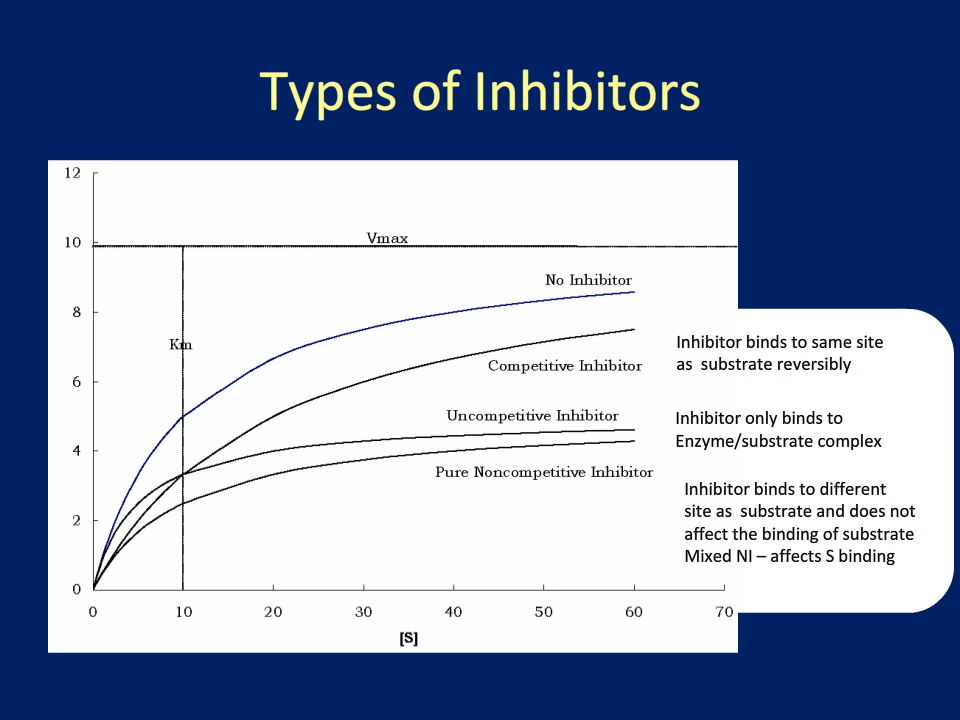 Types of Inhibitors
12
Vmax
10
No Inhibitor
8
Km
Competitive Inhibitor
6
Uncompetitive Inhibitor
4
Pure Noncompetitive Inhibitor
2
0
0 10 20 30 40 50 60 70
[S]
Inhibitor binds to same site
as substrate reversibly
Inhibitor only binds to
Enzyme/substrate complex
Inhibitor binds to different
site as substrate and does not
affect the binding of substrate
Mixed NI – affects S binding